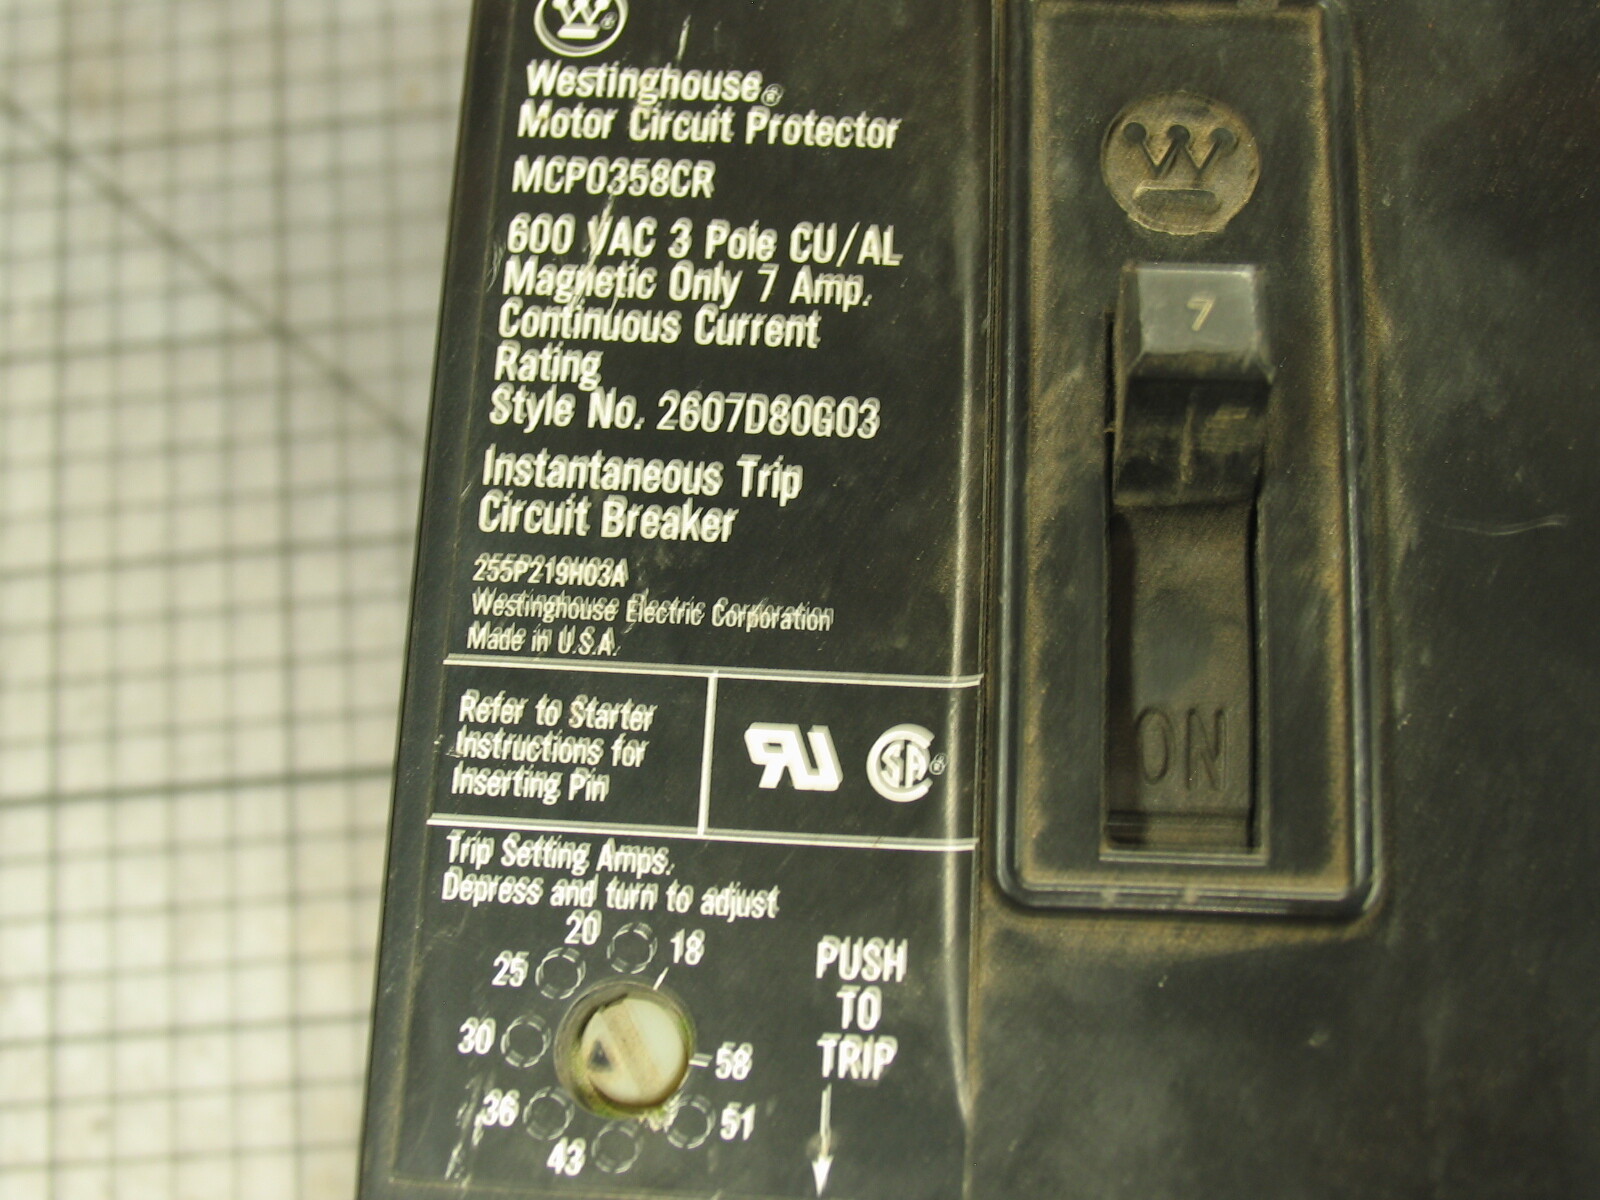 W
Westinghouse®
Motor Circuit Protector
MCP0358CR
600 VAC 3 Pole CU/AL
Magnetic Only 7 Amp.
Continuous Current
Rating
Style No. 2607D80G03
Instantaneous Trip
Circuit Breaker
255P219H03A
Westinghouse Electric Corporation
Made in U.S.A.
Refer to Starter
Instructions for
Inserting Pin
RU
SA®
Trip Setting Amps.
Depress and turn to adjust
20
18
25
30
58
36
51
43
PUSH
TO
TRIP
W
7
ON